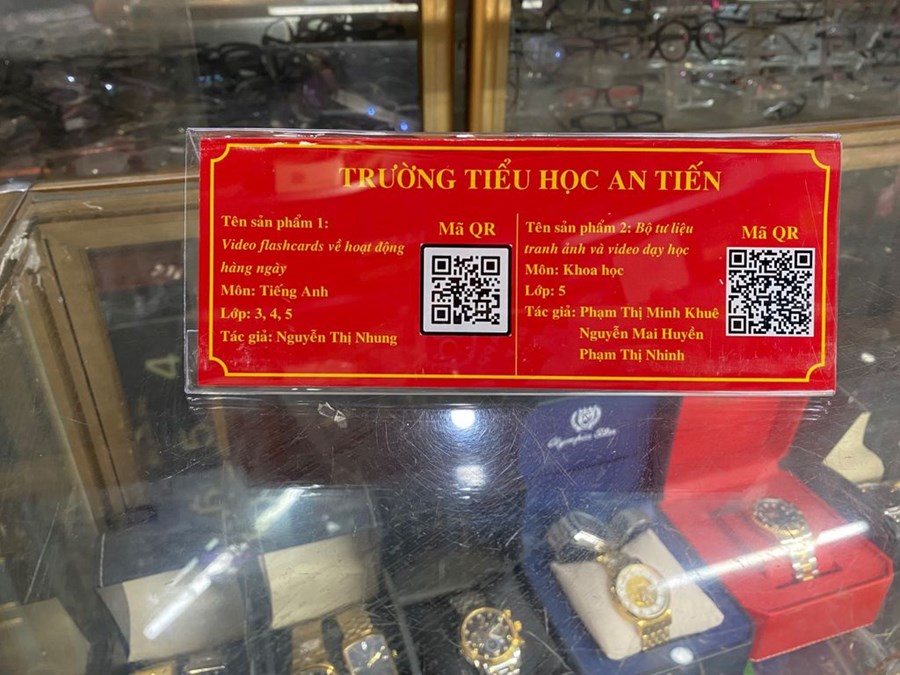 TRƯỜNG TIỂU HỌC AN TIẾN
Tên sản phẩm 1:
Video flashcards về hoạt động
hàng ngày
Môn: Tiếng Anh
Lớp: 3, 4, 5
Tác giả: Nguyễn Thị Nhung
Mã QR
Tên sản phẩm 2: Bộ tư liệu
tranh ảnh và video dạy học
Môn: Khoa học
Lớp: 5
Tác giả: Phạm Thị Minh Khuê
Nguyễn Mai Huyền
Phạm Thị Nhinh
Mã QR
Olympia Star